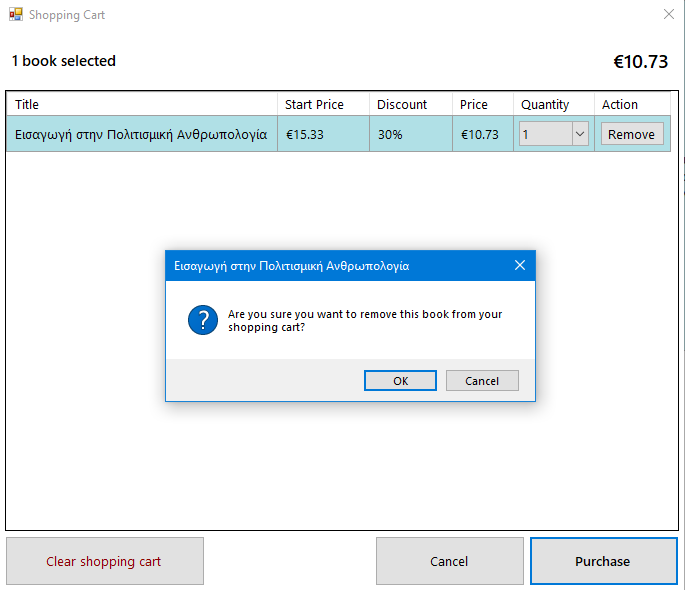 Shopping Cart
1 book selected
€10.73
Title Start Price Discount Price Quantity Action
Εισαγωγή στην Πολιτισμική Ανθρωπολογία €15.33 30% €10.73 1 Remove
Εισαγωγή στην Πολιτισμική Ανθρωπολογία
Are you sure you want to remove this book from your
shopping cart?
OK Cancel
Clear shopping cart Cancel Purchase